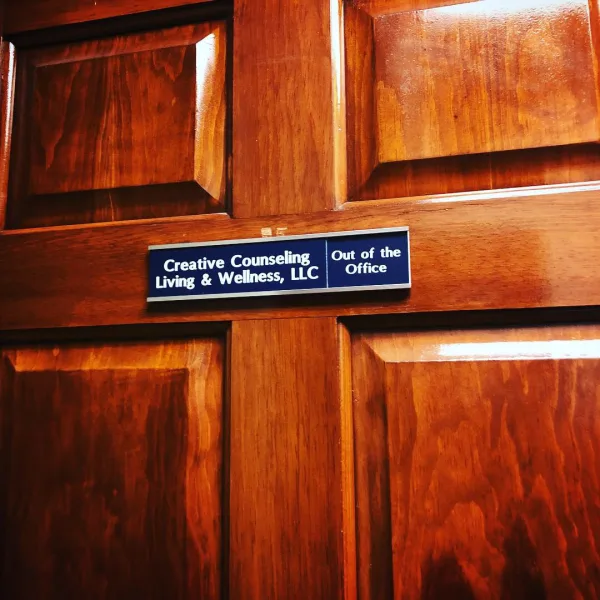 Creative Counseling
Living & Wellness, LLC
Out of the
Office